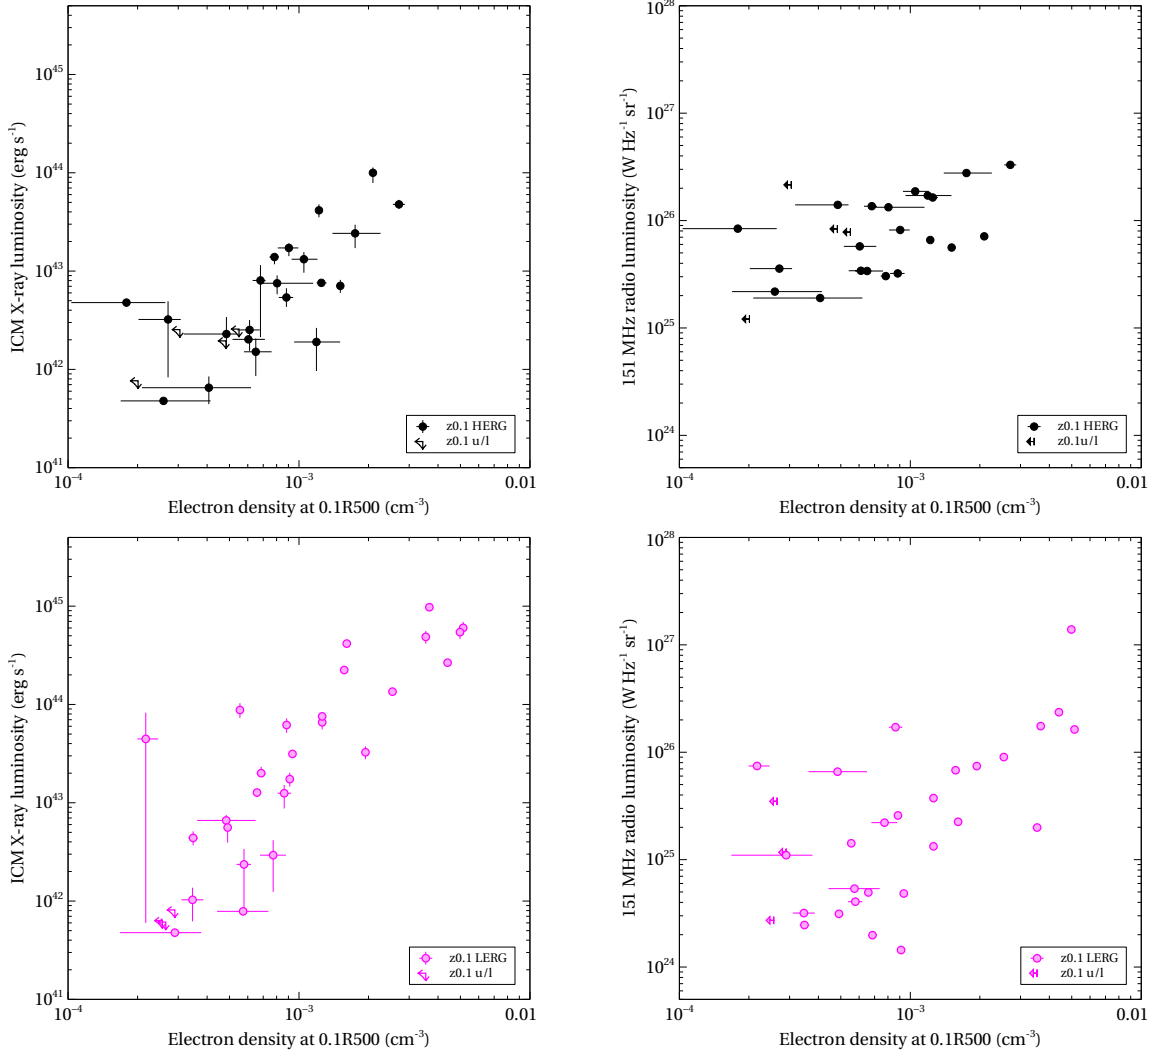 10^45
10^44
10^43
10^42
10^41
ICM X-ray luminosity (erg s^-1)
z0.1 HERG
z0.1 u/l
10^−4
10^−3
0.01
Electron density at 0.1R500 (cm^-3)
10^28
10^27
10^26
10^25
10^24
151 MHz radio luminosity (W Hz^-1 sr^-1)
z0.1 HERG
z0.1u/l
10^−4
10^−3
0.01
Electron density at 0.1R500 (cm^-3)
10^45
10^44
10^43
10^42
10^41
ICM X-ray luminosity (erg s^-1)
z0.1 LERG
z0.1 u/l
10^−4
10^−3
0.01
Electron density at 0.1R500 (cm^-3)
10^28
10^27
10^26
10^25
10^24
151 MHz radio luminosity (W Hz^-1 sr^-1)
z0.1 LERG
z0.1 u/l
10^−4
10^−3
0.01
Electron density at 0.1R500 (cm^-3)